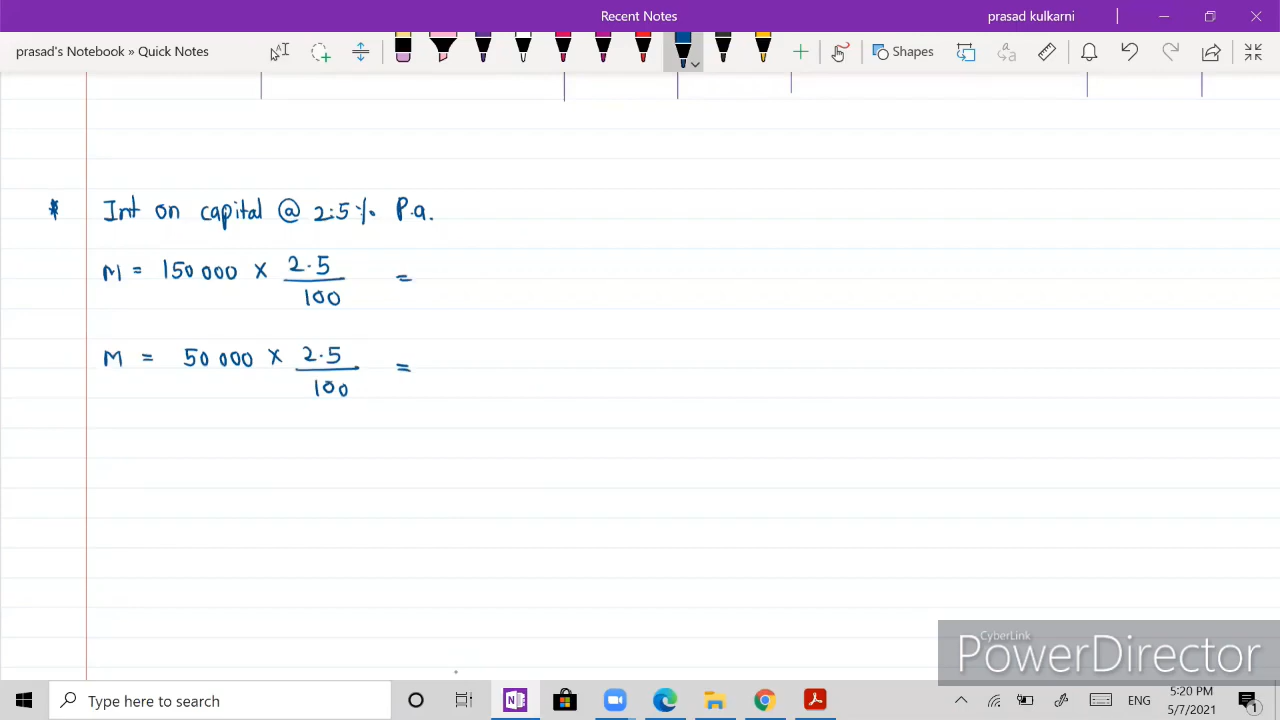 Recent Notes
prasad kulkarni
prasad's Notebook » Quick Notes
Shapes
* Int on capital @ 2.5% P.a.
M = 150 000 × 2.5/100 =
M = 50 000 × 2.5/100 =
CyberLink
PowerDirector
Type here to search
ENG
5:20 PM
5/7/2021
1